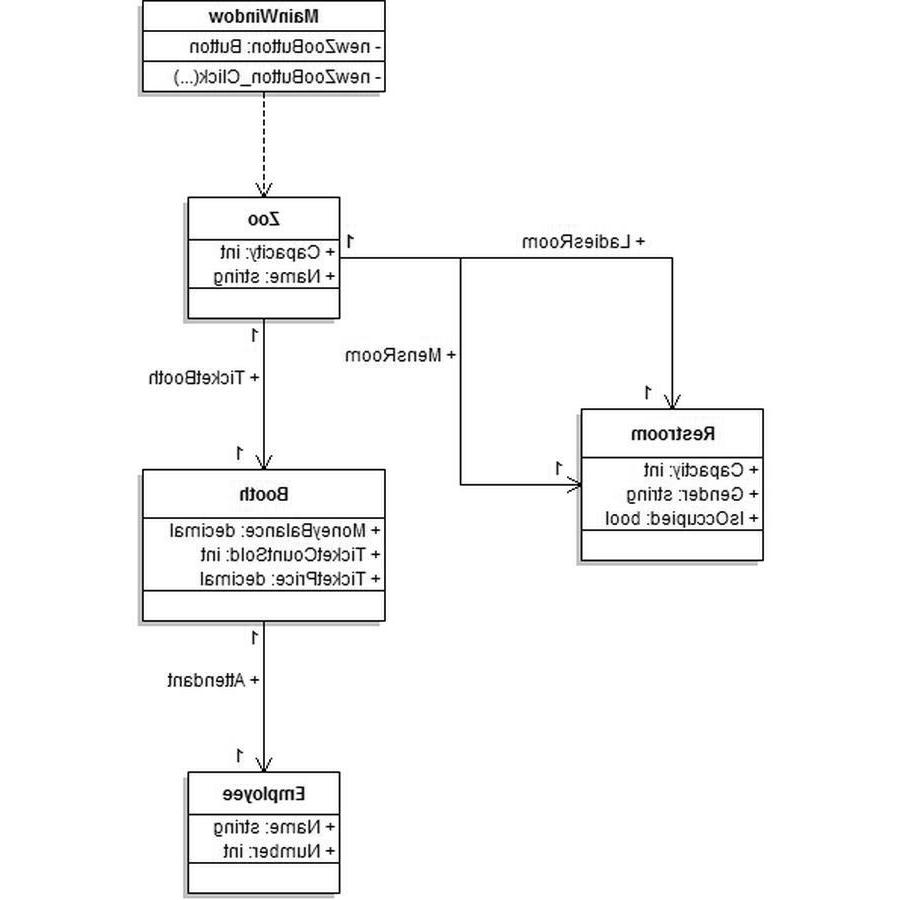 MainWindow
- newZooButton: Button
- newZooButton_Click(...)
Zoo
+ Capacity: int
+ Name: string
1
+ LadiesRoom
1
+ MensRoom
1
1
+ TicketBooth
1
Restroom
+ Capactiy: int
+ Gender: string
+ IsOccupied: bool
Booth
+ MoneyBalance: decimal
+ TicketCountSold: int
+ TicketPrice: decimal
1
+ Attendant
1
Employee
+ Name: string
+ Number: int